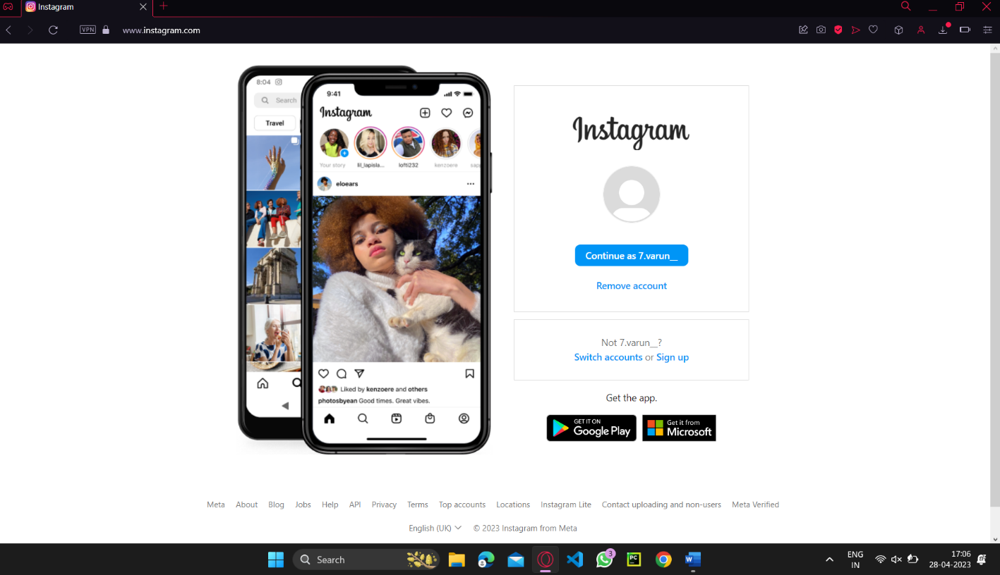 Instagram
VPN
www.instagram.com
8:04
Search
Travel
9:41
Instagram
Your story
lil_lapisla...
lofti232
kenzoere
sapp
eloears
Liked by kenzoere and others
photosbyean Good times. Great vibes.
Instagram
Continue as 7.varun__
Remove account
Not 7.varun__?
Switch accounts or Sign up
Get the app.
GET IT ON
Google Play
Get it from
Microsoft
Meta About Blog Jobs Help API Privacy Terms Top accounts Locations Instagram Lite Contact uploading and non-users Meta Verified
English (UK) © 2023 Instagram from Meta
Search
3
PC
W
ENG
IN
17:06
28-04-2023